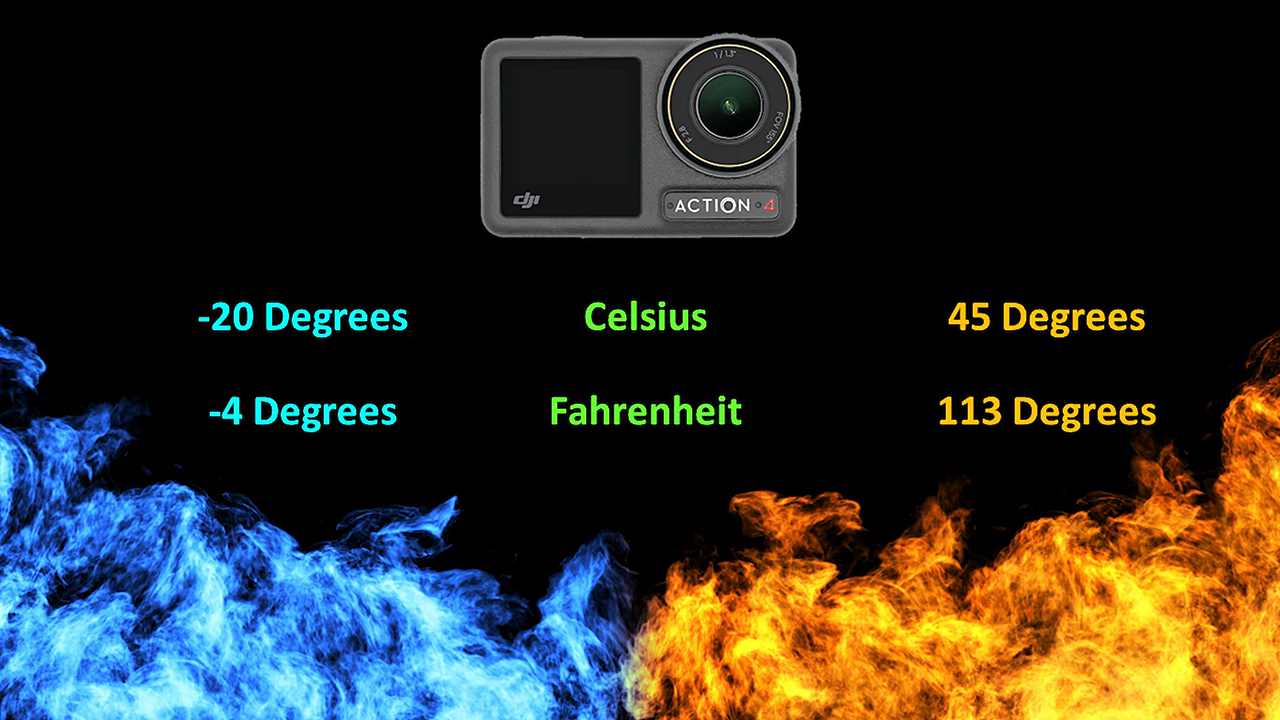 1/1.3"
F2.8
FOV 155°
dji
ACTION 4
-20 Degrees Celsius 45 Degrees
-4 Degrees Fahrenheit 113 Degrees